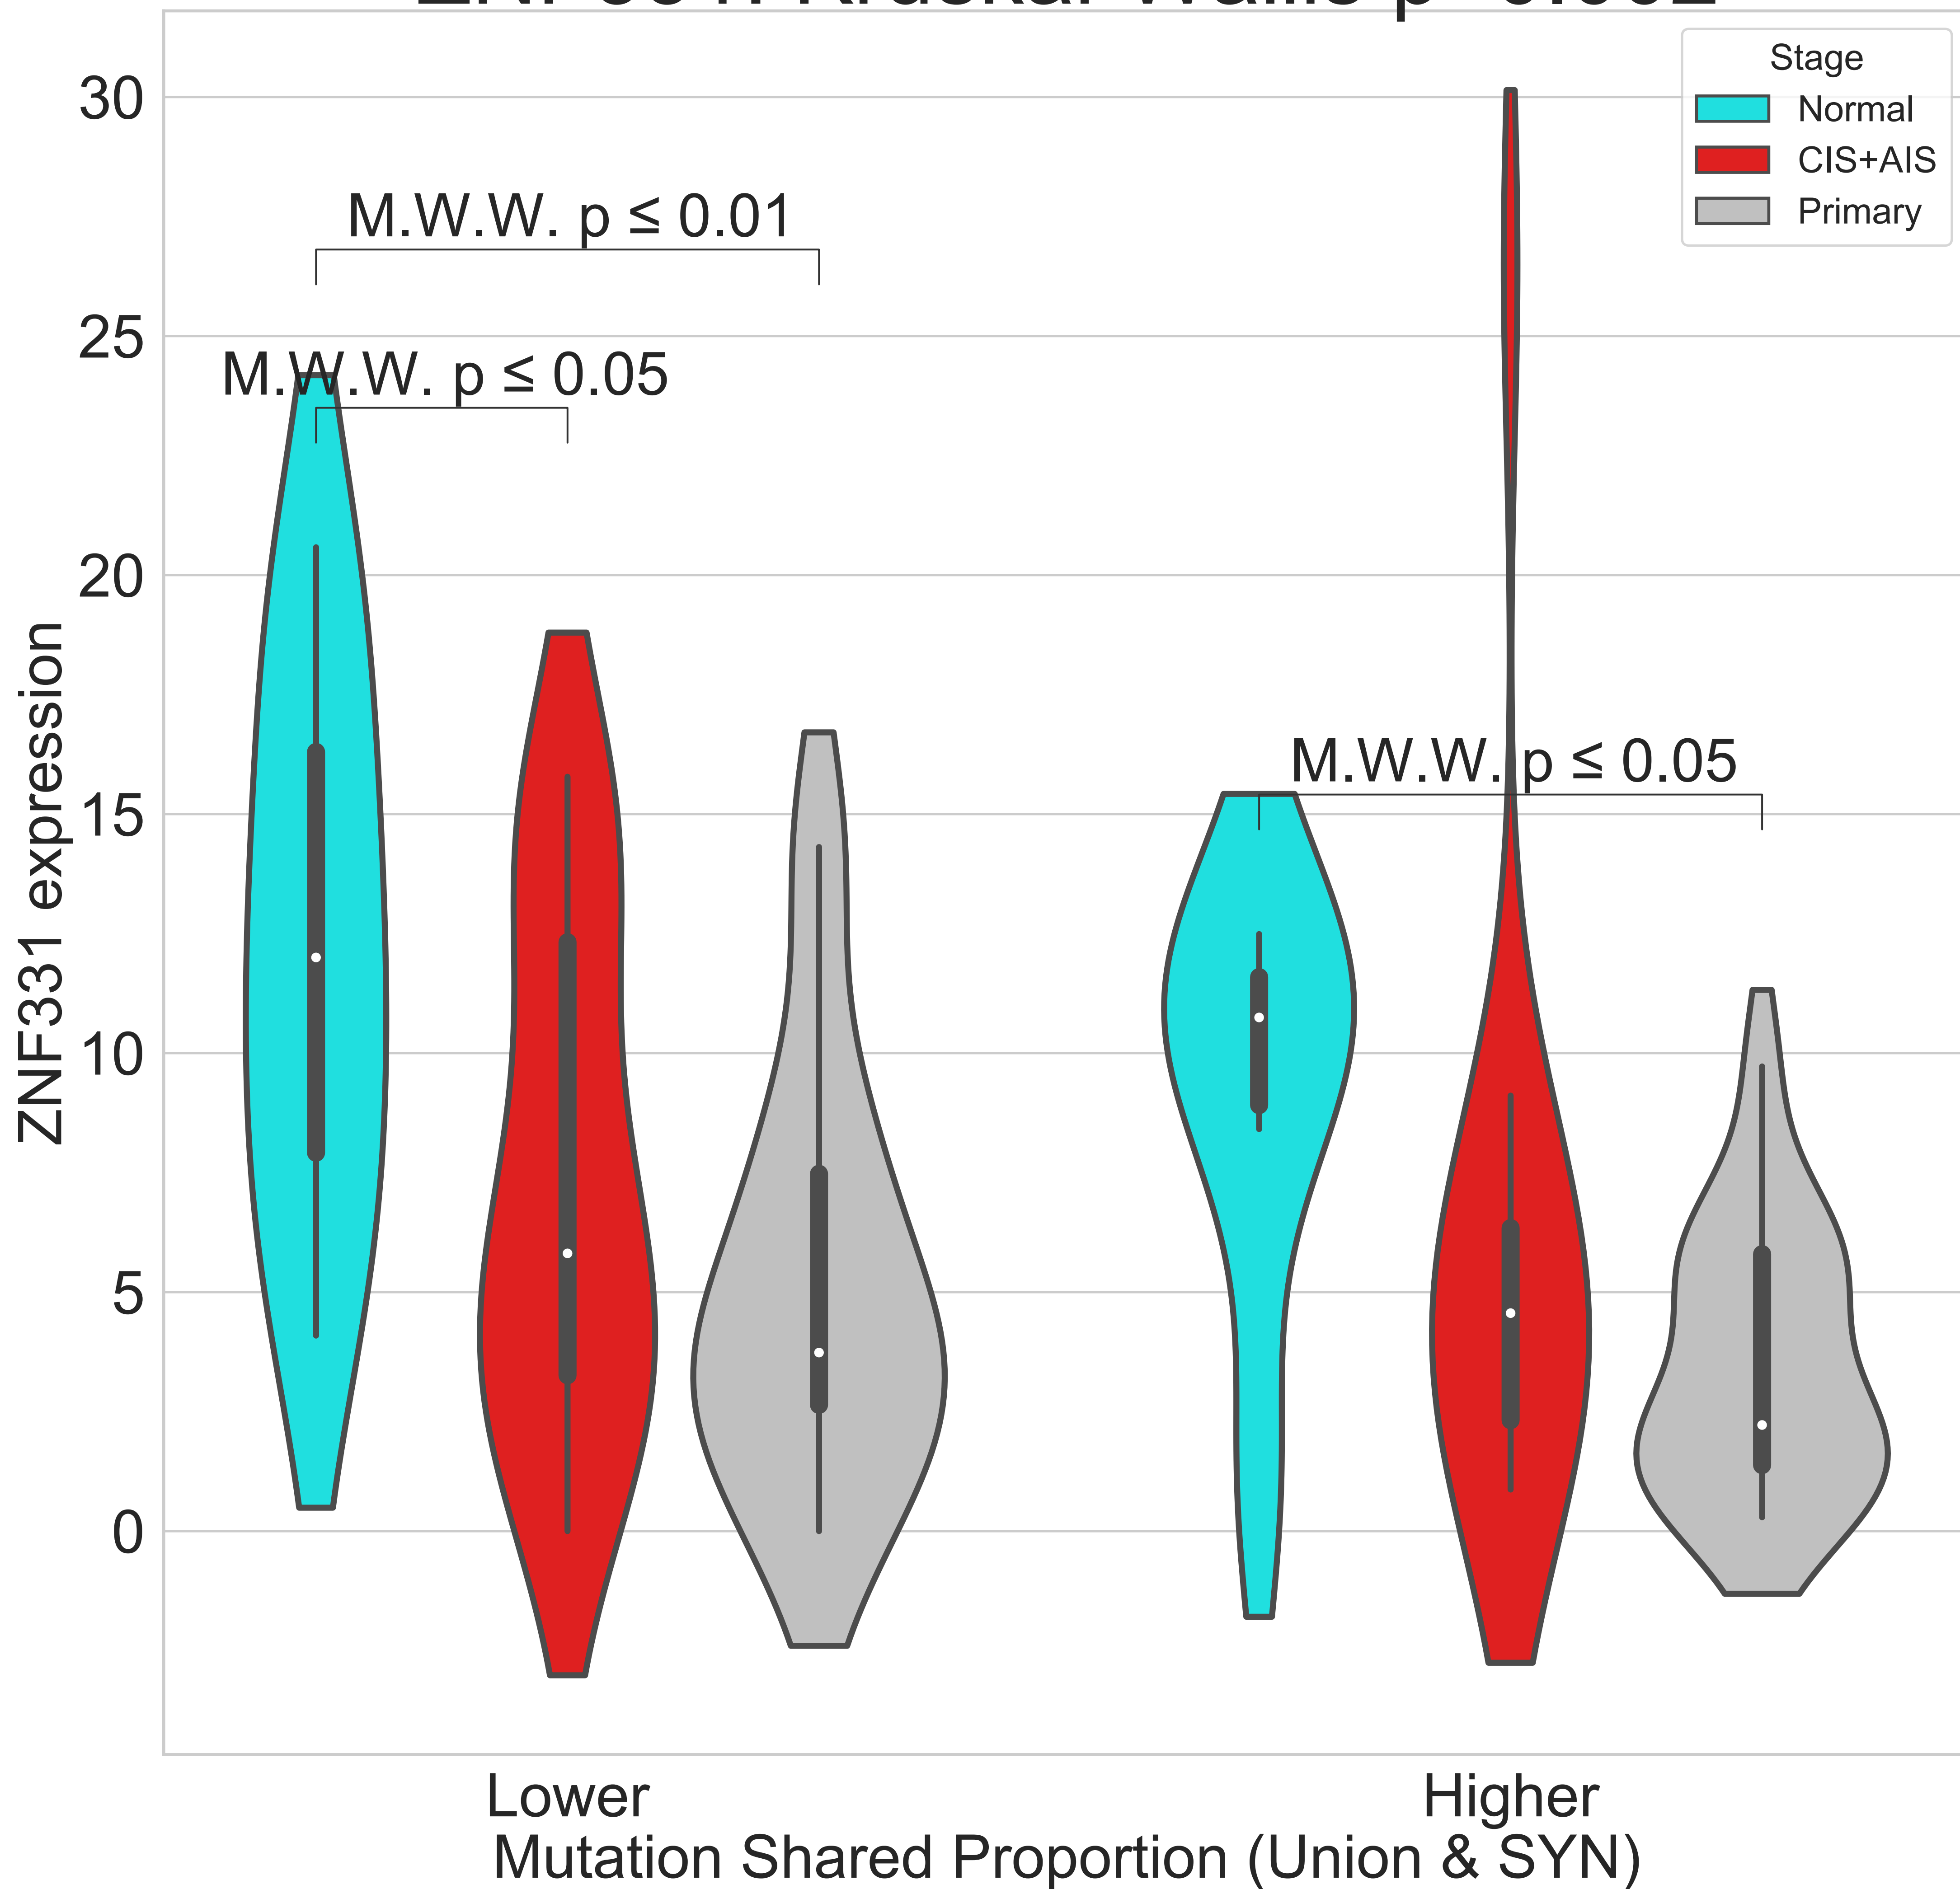 Stage
Normal
CIS+AIS
Primary
30
25
20
15
10
5
0
M.W.W. p ≤ 0.01
M.W.W. p ≤ 0.05
M.W.W. p ≤ 0.05
ZNF331 expression
Lower
Higher
Mutation Shared Proportion (Union & SYN)